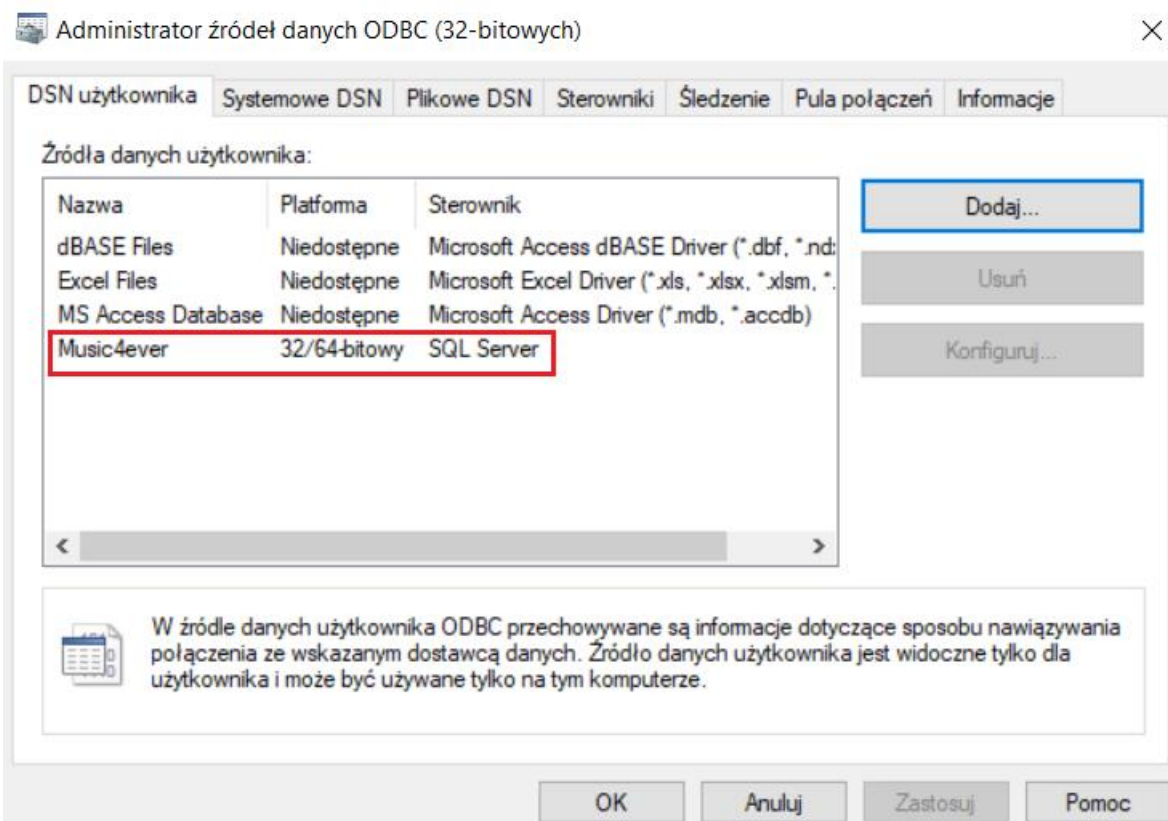 Administrator źródeł danych ODBC (32-bitowych)
DSN użytkownika Systemowe DSN Plikowe DSN Sterowniki Śledzenie Pula połączeń Informacje
Źródła danych użytkownika:
Nazwa Platforma Sterownik
dBASE Files Niedostępne Microsoft Access dBASE Driver (*.dbf, *.ndx
Excel Files Niedostępne Microsoft Excel Driver (*.xls, *.xlsx, *.xlsm, *.
MS Access Database Niedostępne Microsoft Access Driver (*.mdb, *.accdb)
Music4ever 32/64-bitowy SQL Server
Dodaj...
Usuń
Konfiguruj...
W źródle danych użytkownika ODBC przechowywane są informacje dotyczące sposobu nawiązywania
połączenia ze wskazanym dostawcą danych. Źródło danych użytkownika jest widoczne tylko dla
użytkownika i może być używane tylko na tym komputerze.
OK Anuluj Zastosuj Pomoc